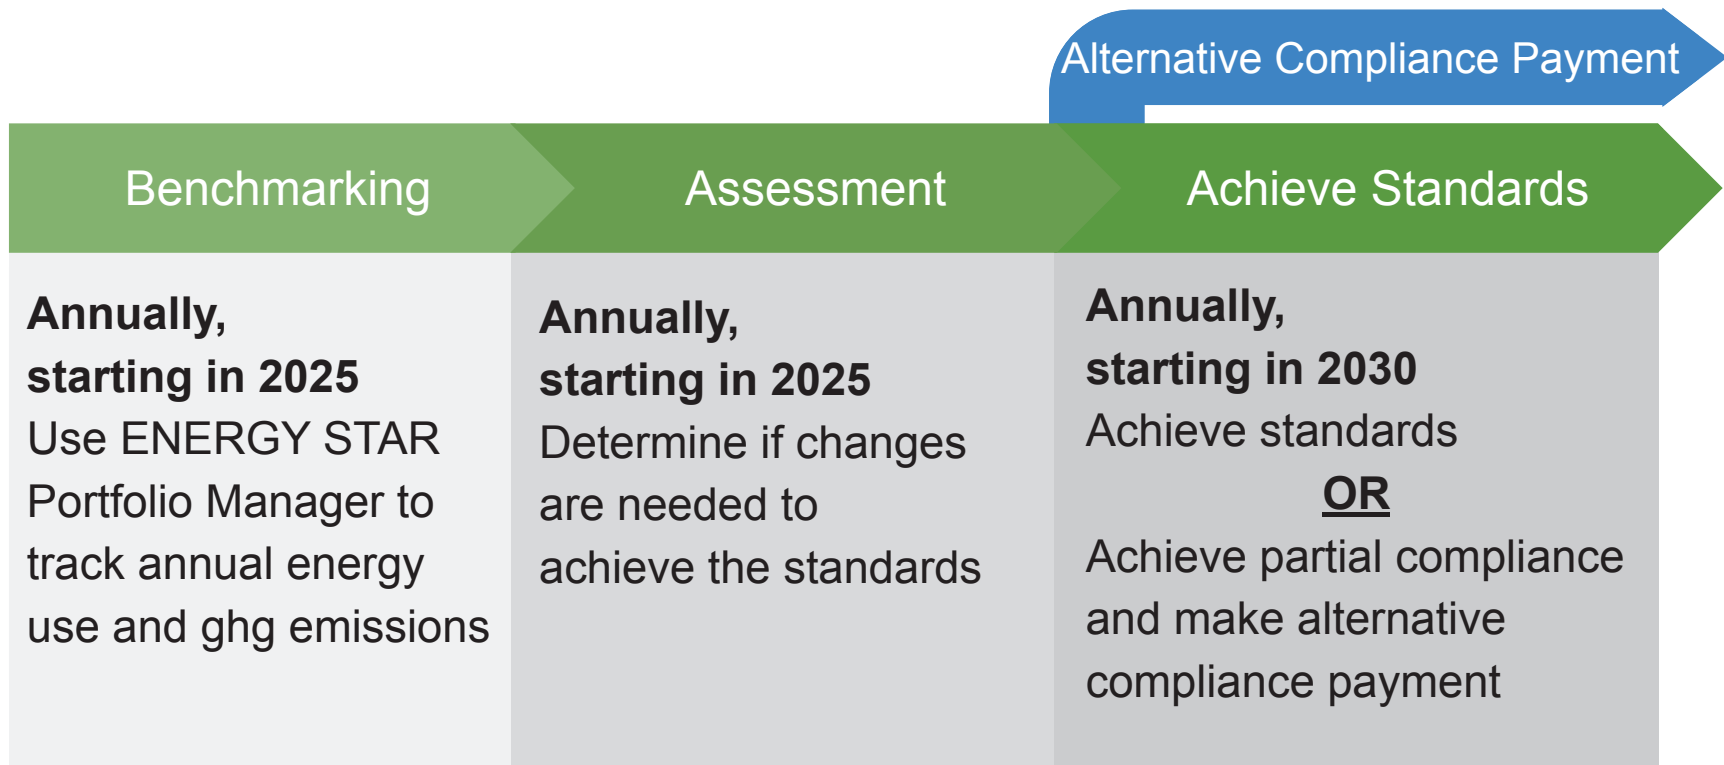 Alternative Compliance Payment
Benchmarking
Assessment
Achieve Standards
Annually,
starting in 2025
Use ENERGY STAR
Portfolio Manager to
track annual energy
use and ghg emissions
Annually,
starting in 2025
Determine if changes
are needed to
achieve the standards
Annually,
starting in 2030
Achieve standards
OR
Achieve partial compliance
and make alternative
compliance payment